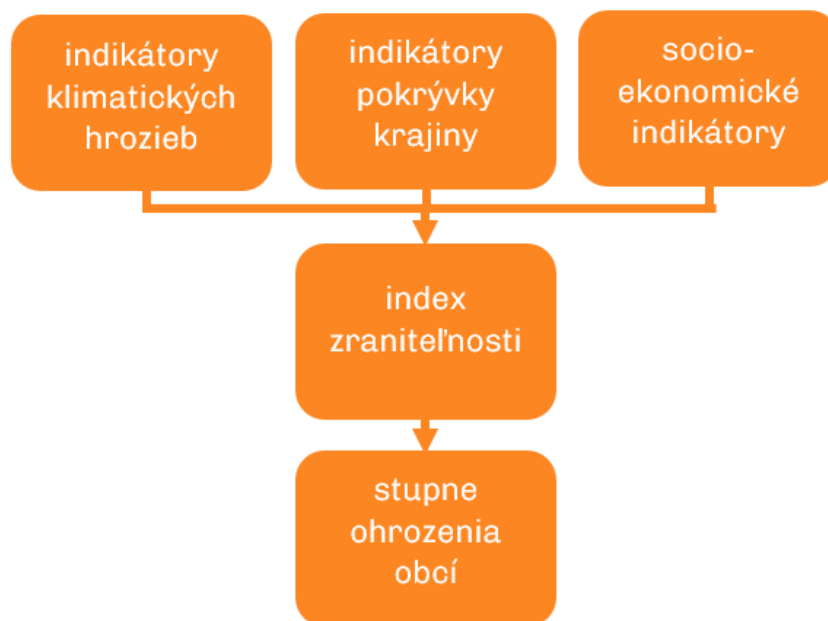 indikátory
klimatických
hrozieb
indikátory
pokrývky
krajiny
socio-
ekonomické
indikátory
index
zraniteľnosti
stupne
ohrozenia
obcí